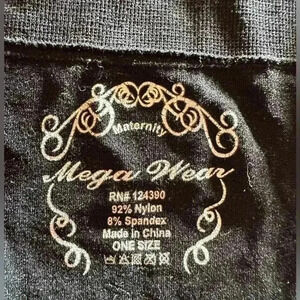 Maternity
Mega Wear
RN# 124390
92% Nylon
8% Spandex
Made in China
ONE SIZE